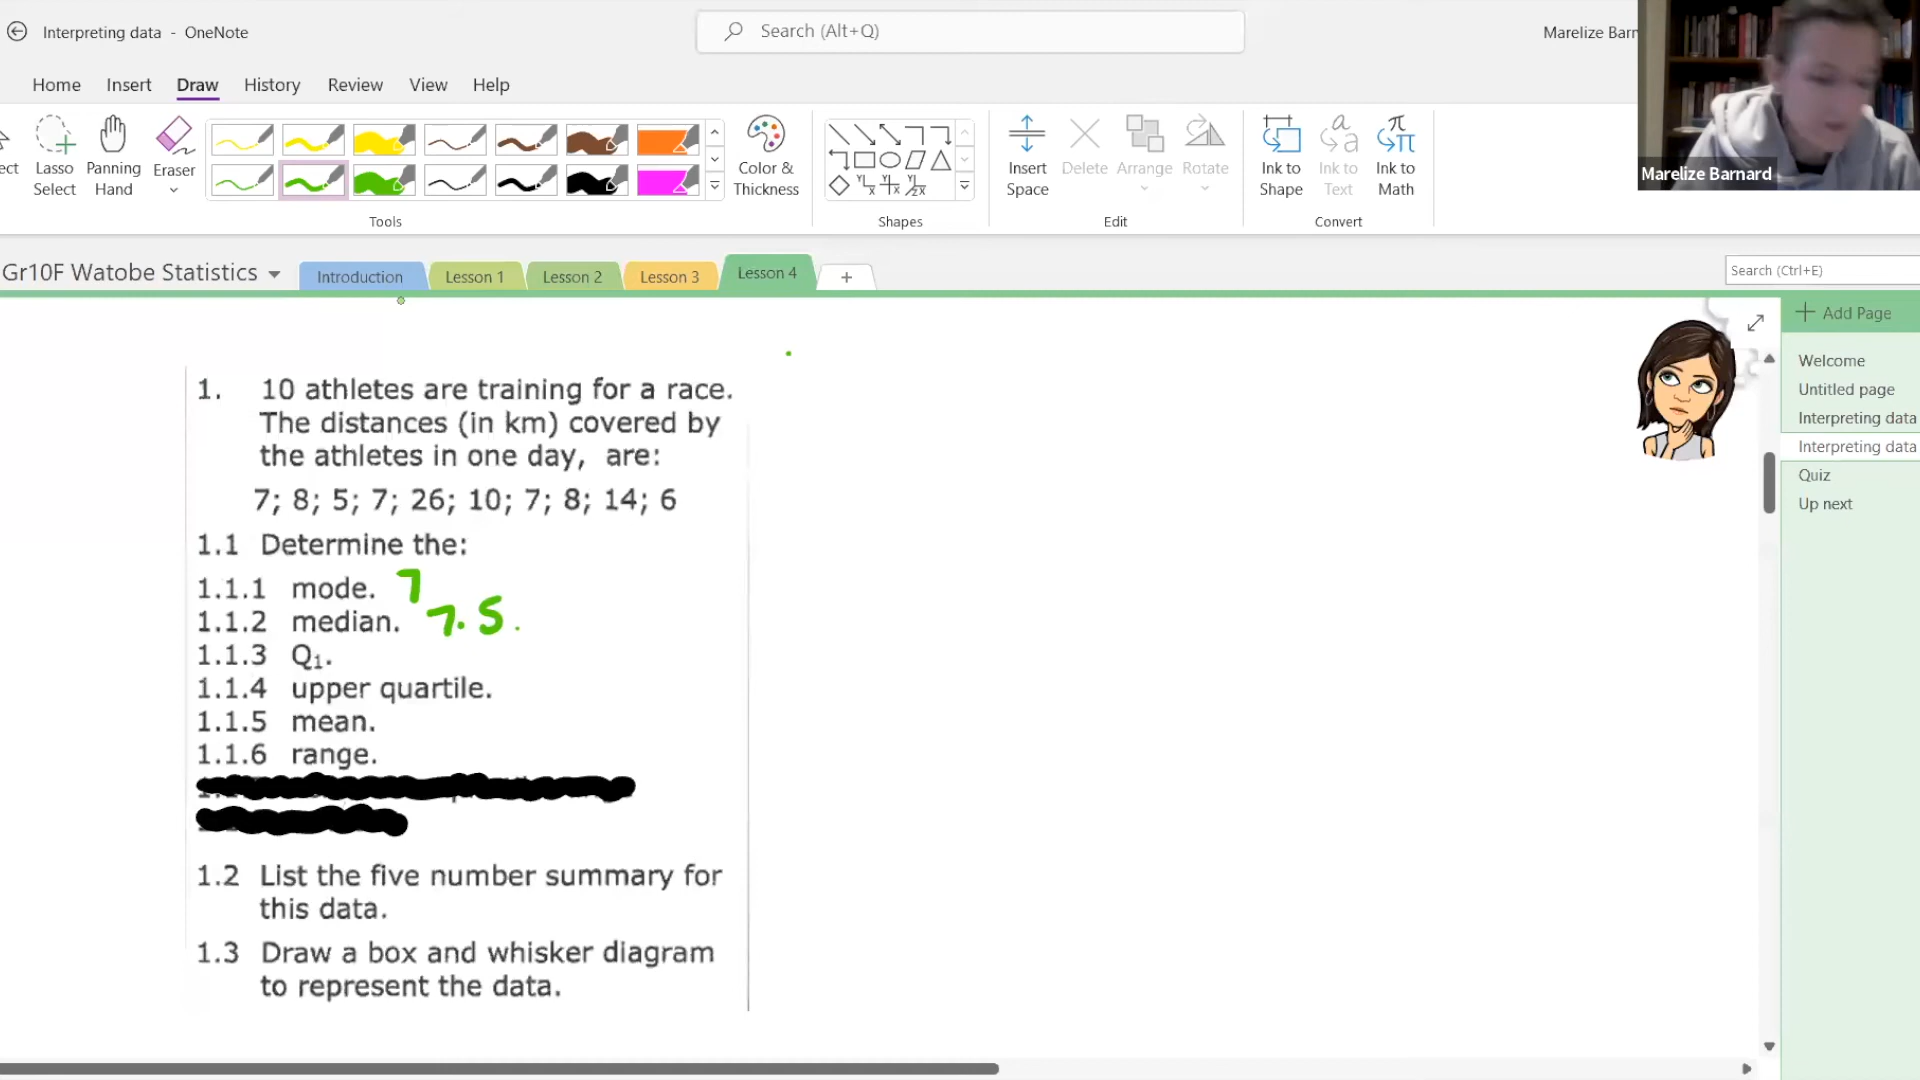 Interpreting data - OneNote
Search (Alt+Q)
Marelize Barn
Marelize Barnard
Home Insert Draw History Review View Help
ect
Lasso Select
Panning Hand
Eraser
Color & Thickness
Insert Space
Delete
Arrange
Rotate
Ink to Shape
Ink to Text
Ink to Math
Tools Shapes Edit Convert
Gr10F Watobe Statistics Introduction Lesson 1 Lesson 2 Lesson 3 Lesson 4 +
Search (Ctrl+E)
Add Page
Welcome
Untitled page
Interpreting data
Interpreting data
Quiz
Up next
1. 10 athletes are training for a race.
The distances (in km) covered by
the athletes in one day, are:
7; 8; 5; 7; 26; 10; 7; 8; 14; 6
1.1 Determine the:
1.1.1 mode. 7
1.1.2 median. 7.5
1.1.3 Q₁.
1.1.4 upper quartile.
1.1.5 mean.
1.1.6 range.
1.2 List the five number summary for
this data.
1.3 Draw a box and whisker diagram
to represent the data.